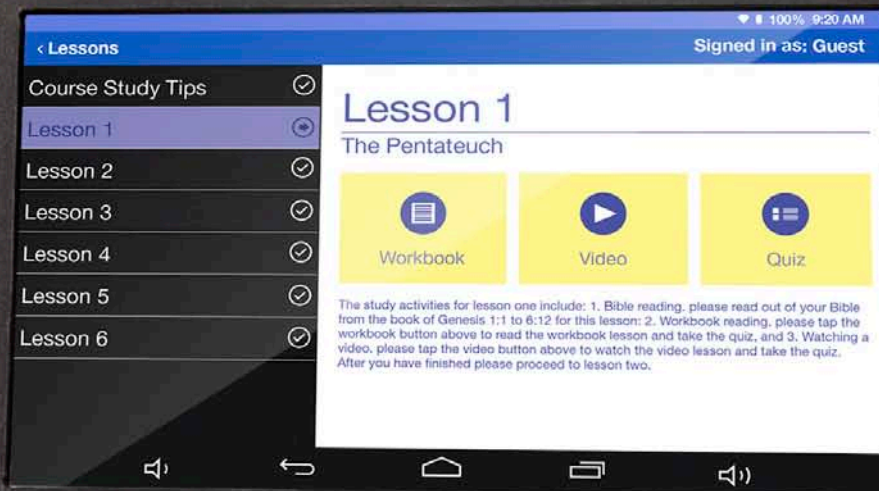 100% 9:20 AM
‹ Lessons
Signed in as: Guest
Course Study Tips
Lesson 1
Lesson 2
Lesson 3
Lesson 4
Lesson 5
Lesson 6
Lesson 1
The Pentateuch
Workbook
Video
Quiz
The study activities for lesson one include: 1. Bible reading. please read out of your Bible
from the book of Genesis 1:1 to 6:12 for this lesson: 2. Workbook reading, please tap the
workbook button above to read the workbook lesson and take the quiz, and 3. Watching a
video. please tap the video button above to watch the video lesson and take the quiz.
After you have finished please proceed to lesson two.